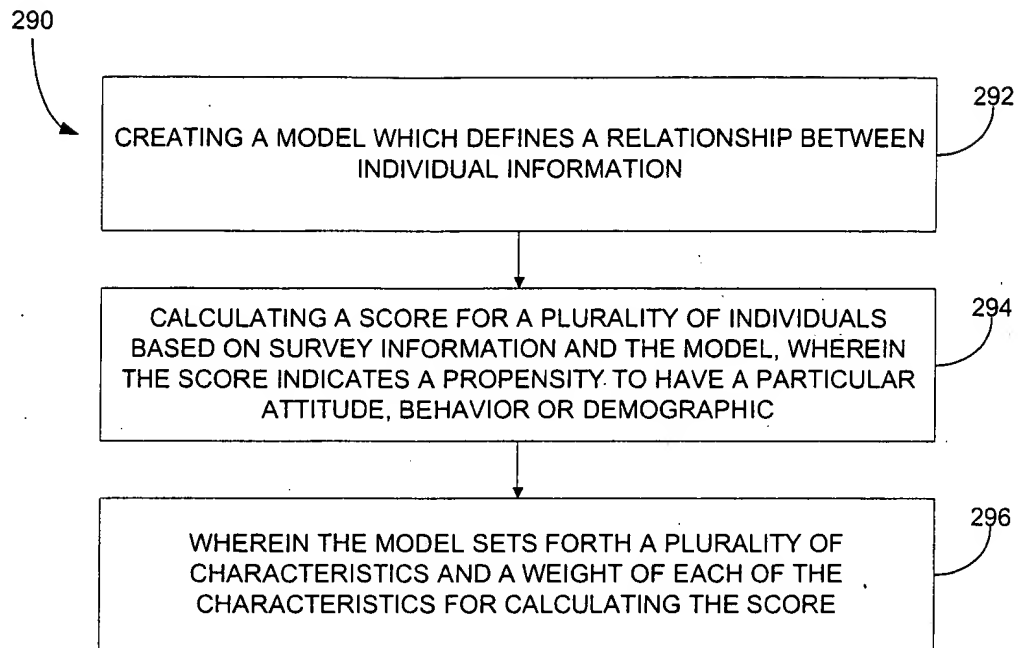 290
292
CREATING A MODEL WHICH DEFINES A RELATIONSHIP BETWEEN
INDIVIDUAL INFORMATION
294
CALCULATING A SCORE FOR A PLURALITY OF INDIVIDUALS
BASED ON SURVEY INFORMATION AND THE MODEL, WHEREIN
THE SCORE INDICATES A PROPENSITY TO HAVE A PARTICULAR
ATTITUDE, BEHAVIOR OR DEMOGRAPHIC
296
WHEREIN THE MODEL SETS FORTH A PLURALITY OF
CHARACTERISTICS AND A WEIGHT OF EACH OF THE
CHARACTERISTICS FOR CALCULATING THE SCORE